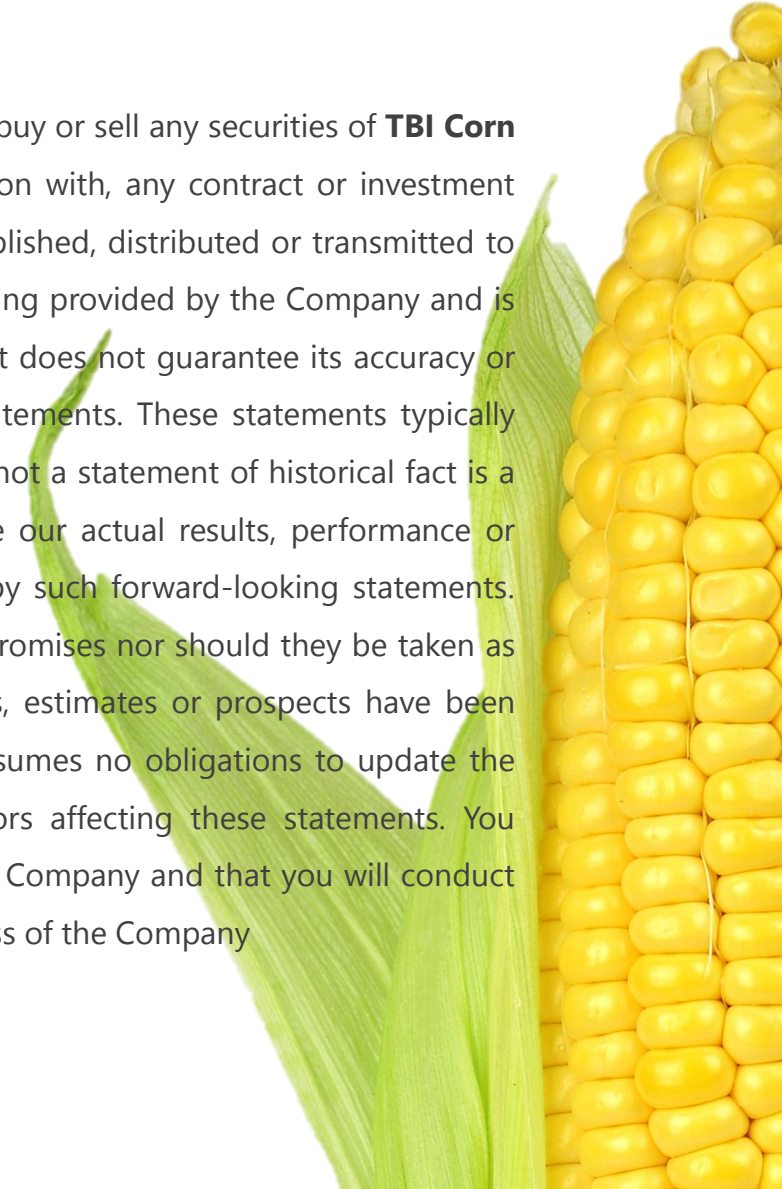 buy or sell any securities of TBI Corn
on with, any contract or investment
blished, distributed or transmitted to
ng provided by the Company and is
t does not guarantee its accuracy or
tements. These statements typically
not a statement of historical fact is a
e our actual results, performance or
by such forward-looking statements.
romises nor should they be taken as
s, estimates or prospects have been
sumes no obligations to update the
ors affecting these statements. You
Company and that you will conduct
ss of the Company